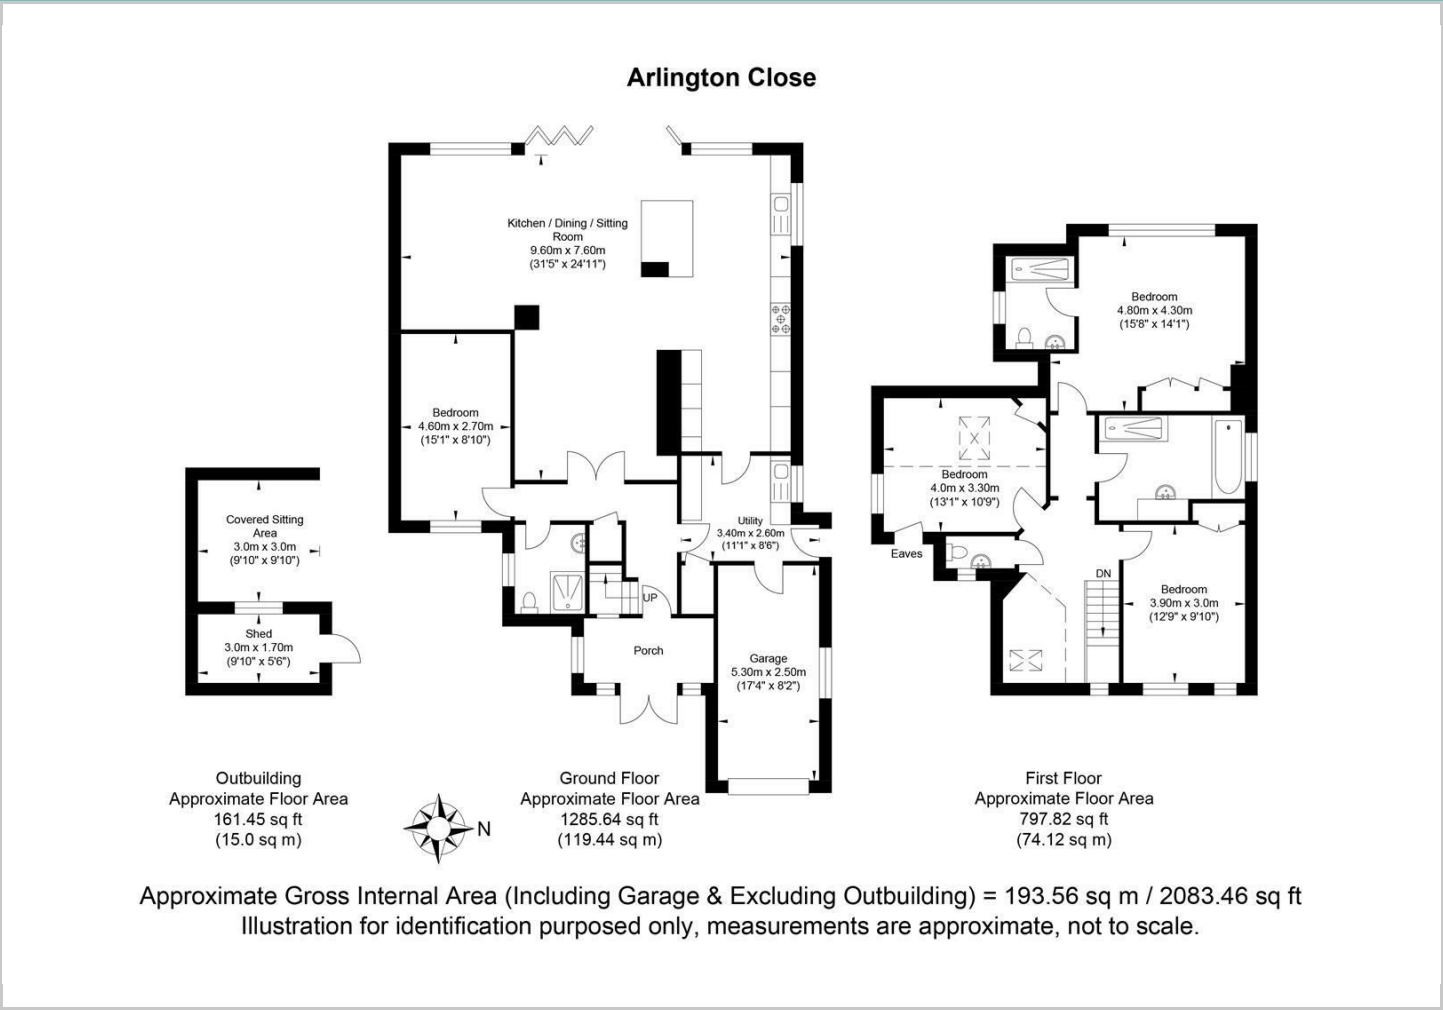 Arlington Close
Kitchen / Dining / Sitting
Room
9.60m x 7.60m
(31'5" x 24'11")
Bedroom
4.60m x 2.70m
(15'1" x 8'10")
Utility
3.40m x 2.60m
(11'1" x 8'6")
UP
Porch
Garage
5.30m x 2.50m
(17'4" x 8'2")
Covered Sitting
Area
3.0m x 3.0m
(9'10" x 9'10")
Shed
3.0m x 1.70m
(9'10" x 5'6")
Bedroom
4.80m x 4.30m
(15'8" x 14'1")
Bedroom
4.0m x 3.30m
(13'1" x 10'9")
Eaves
DN
Bedroom
3.90m x 3.0m
(12'9" x 9'10")
Outbuilding
Approximate Floor Area
161.45 sq ft
(15.0 sq m)
N
Ground Floor
Approximate Floor Area
1285.64 sq ft
(119.44 sq m)
First Floor
Approximate Floor Area
797.82 sq ft
(74.12 sq m)
Approximate Gross Internal Area (Including Garage & Excluding Outbuilding) = 193.56 sq m / 2083.46 sq ft
Illustration for identification purposed only, measurements are approximate, not to scale.